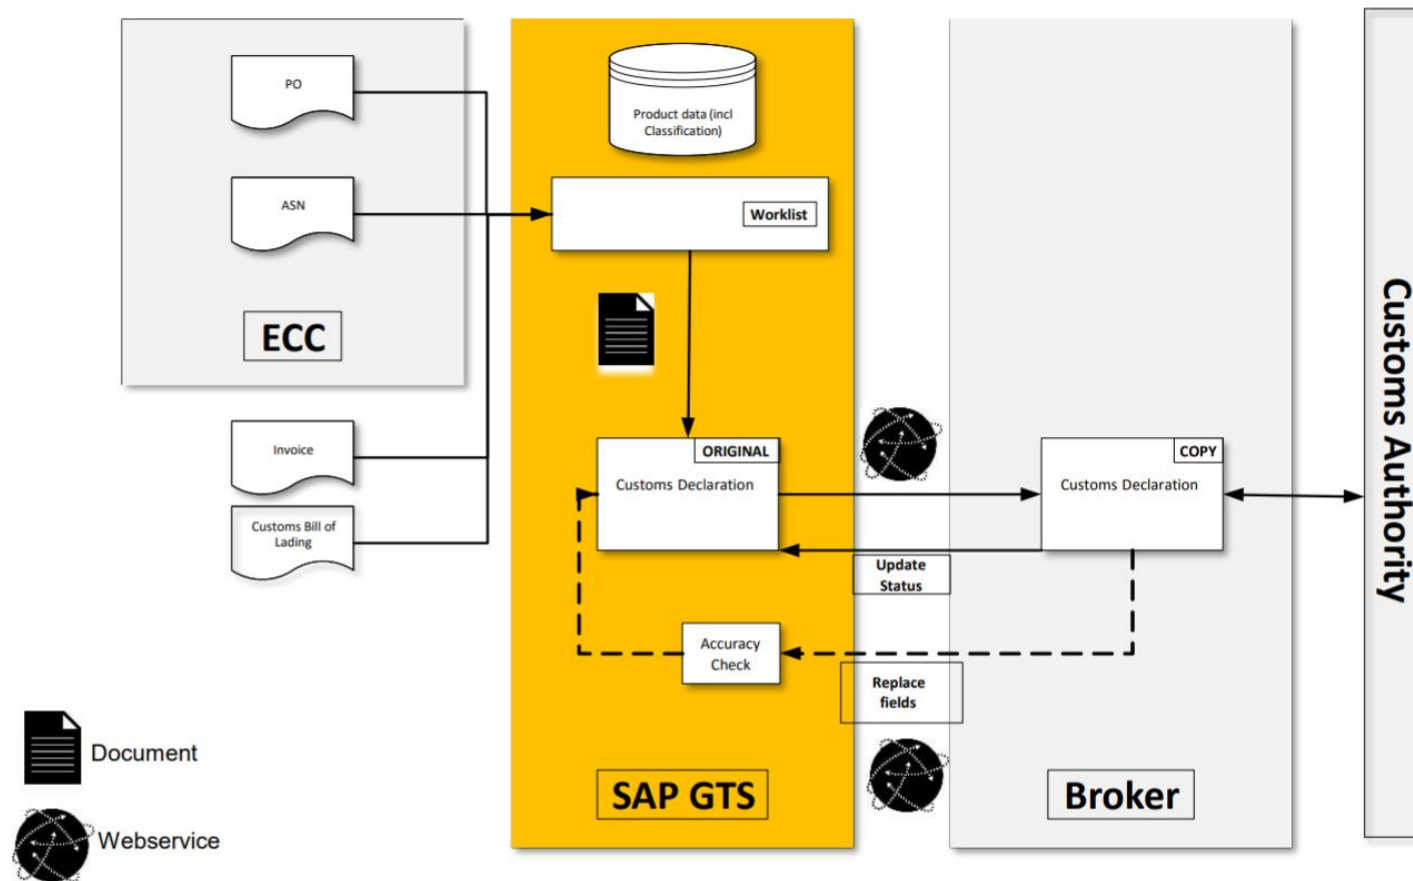 PO
ASN
ECC
Invoice
Customs Bill of
Lading
Product data (incl
Classification)
Worklist
ORIGINAL
Customs Declaration
COPY
Customs Declaration
Update
Status
Accuracy
Check
Replace
fields
SAP GTS
Broker
Customs Authority
Document
Webservice